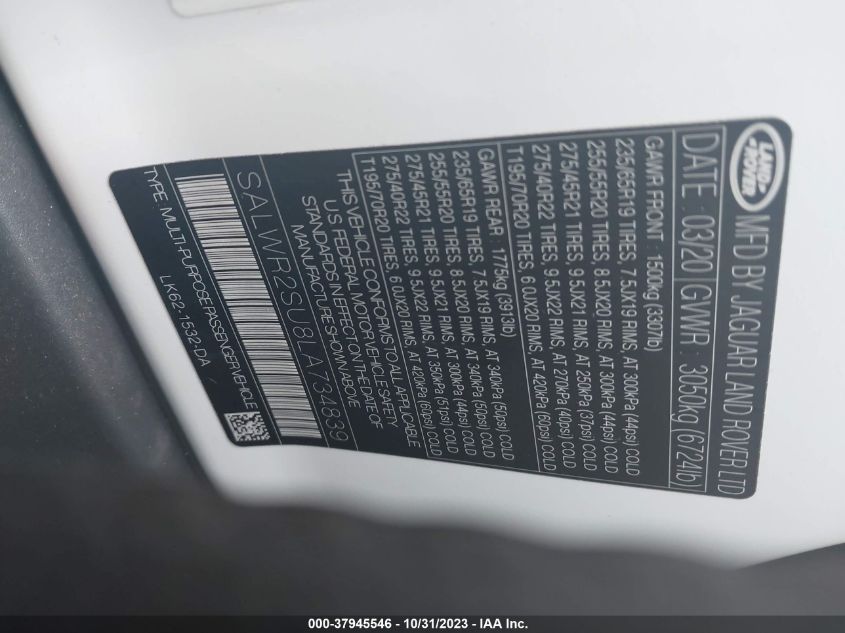 LAND
ROVER
MFD BY JAGUAR LAND ROVER LTD
DATE : 03/20 GWR : 3050kg (6724lb)
GAWR FRONT : 1500kg (3307lb)
235/65R19 TIRES, 7.5JX19 RIMS, AT 300kPa (44psi) COLD
255/55R20 TIRES, 8.5JX20 RIMS, AT 300kPa (44psi) COLD
275/45R21 TIRES, 9.5JX21 RIMS, AT 250kPa (37psi) COLD
275/40R22 TIRES, 9.5JX22 RIMS, AT 270kPa (40psi) COLD
T195/70R20 TIRES, 6.0JX20 RIMS, AT 420kPa (60psi) COLD
GAWR REAR : 1775kg (3913lb)
235/65R19 TIRES, 7.5JX19 RIMS, AT 340kPa (50psi) COLD
255/55R20 TIRES, 8.5JX20 RIMS, AT 340kPa (50psi) COLD
275/45R21 TIRES, 9.5JX21 RIMS, AT 300kPa (44psi) COLD
275/40R22 TIRES, 9.5JX22 RIMS, AT 350kPa (51psi) COLD
T195/70R20 TIRES, 6.0JX20 RIMS, AT 420kPa (69psi) COLD
THIS VEHICLE CONFORMS TO ALL APPLICABLE
U.S. FEDERAL MOTOR VEHICLE SAFETY
STANDARDS IN EFFECT ON THE DATE OF
MANUFACTURE SHOWN ABOVE
SALWR2SU8LA734839
TYPE : MULTI-PURPOSE PASSENGER VEHICLE
LK62-1532-DA
000-37945546 - 10/31/2023 - IAA Inc.